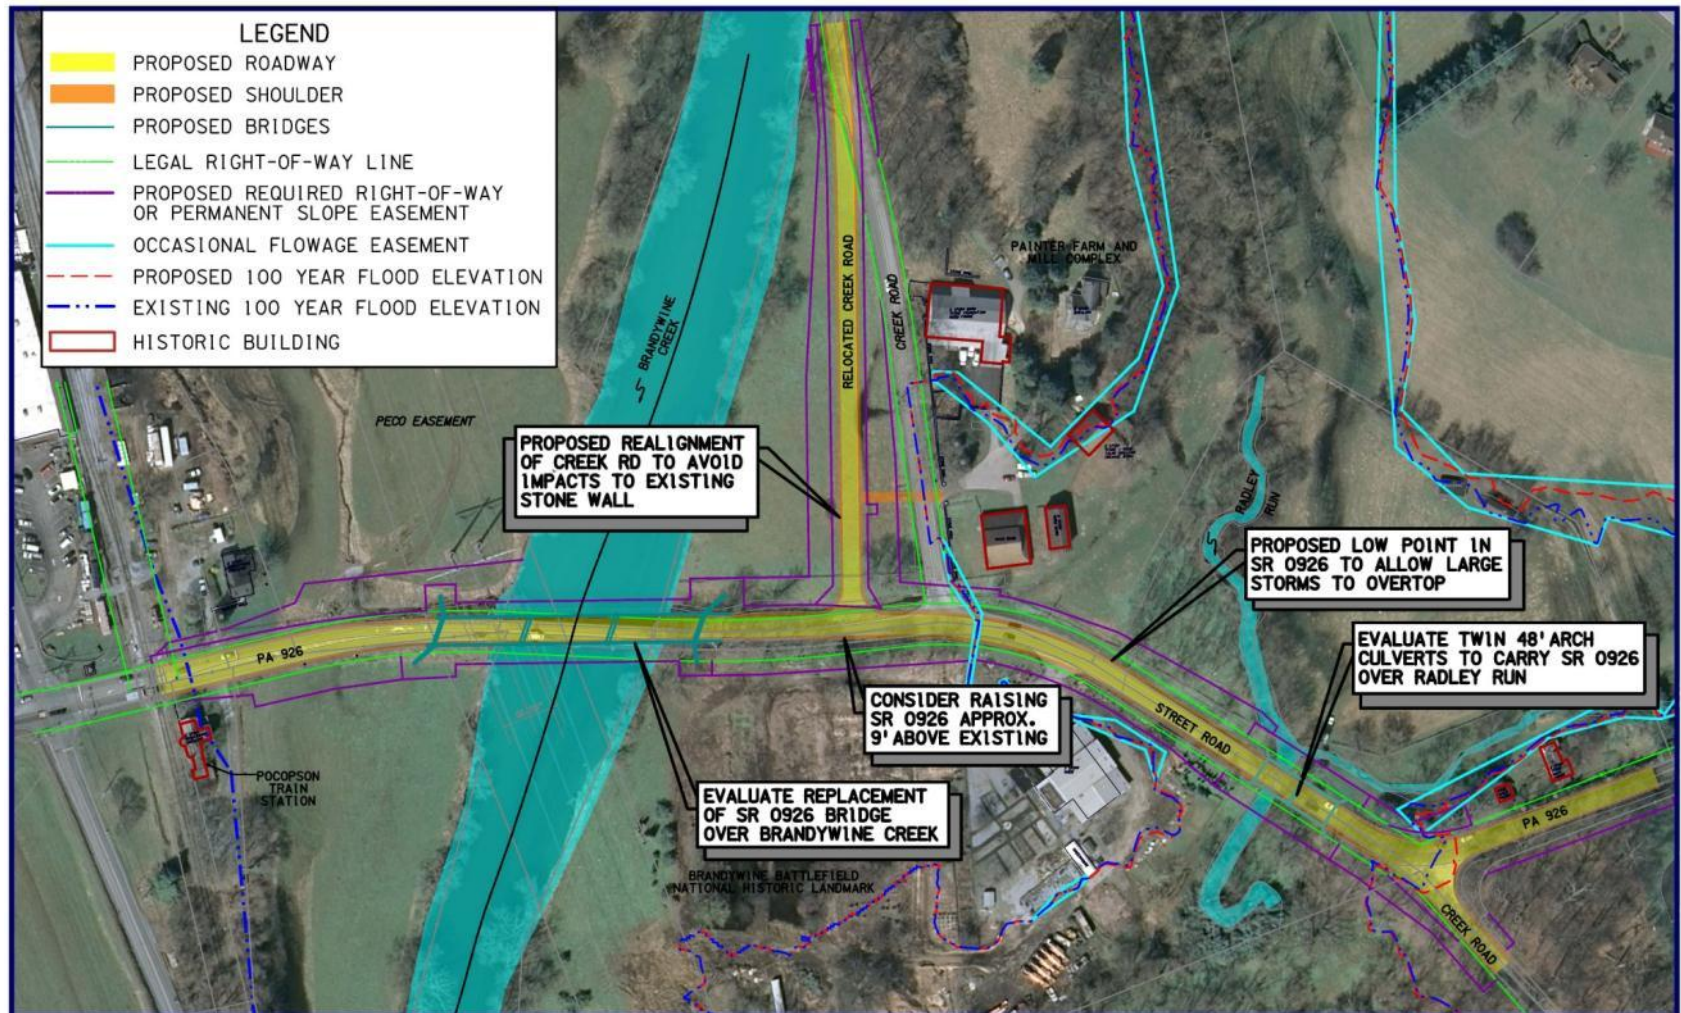 LEGEND
PROPOSED ROADWAY
PROPOSED SHOULDER
PROPOSED BRIDGES
LEGAL RIGHT-OF-WAY LINE
PROPOSED REQUIRED RIGHT-OF-WAY
OR PERMANENT SLOPE EASEMENT
OCCASIONAL FLOWAGE EASEMENT
PROPOSED 100 YEAR FLOOD ELEVATION
EXISTING 100 YEAR FLOOD ELEVATION
HISTORIC BUILDING
PAINTER FARM AND
MILL COMPLEX
RELOCATED CREEK ROAD
CREEK ROAD
BRANDYWINE
CREEK
PECO EASEMENT
PROPOSED REALIGNMENT
OF CREEK RD TO AVOID
IMPACTS TO EXISTING
STONE WALL
RADLEY
RUN
PROPOSED LOW POINT IN
SR 0926 TO ALLOW LARGE
STORMS TO OVERTOP
EVALUATE TWIN 48' ARCH
CULVERTS TO CARRY SR 0926
OVER RADLEY RUN
PA 926
CONSIDER RAISING
SR 0926 APPROX.
9' ABOVE EXISTING
STREET ROAD
POCOPSON
TRAIN
STATION
EVALUATE REPLACEMENT
OF SR 0926 BRIDGE
OVER BRANDYWINE CREEK
PA 926
BRANDYWINE BATTLEFIELD
NATIONAL HISTORIC LANDMARK
CREEK ROAD